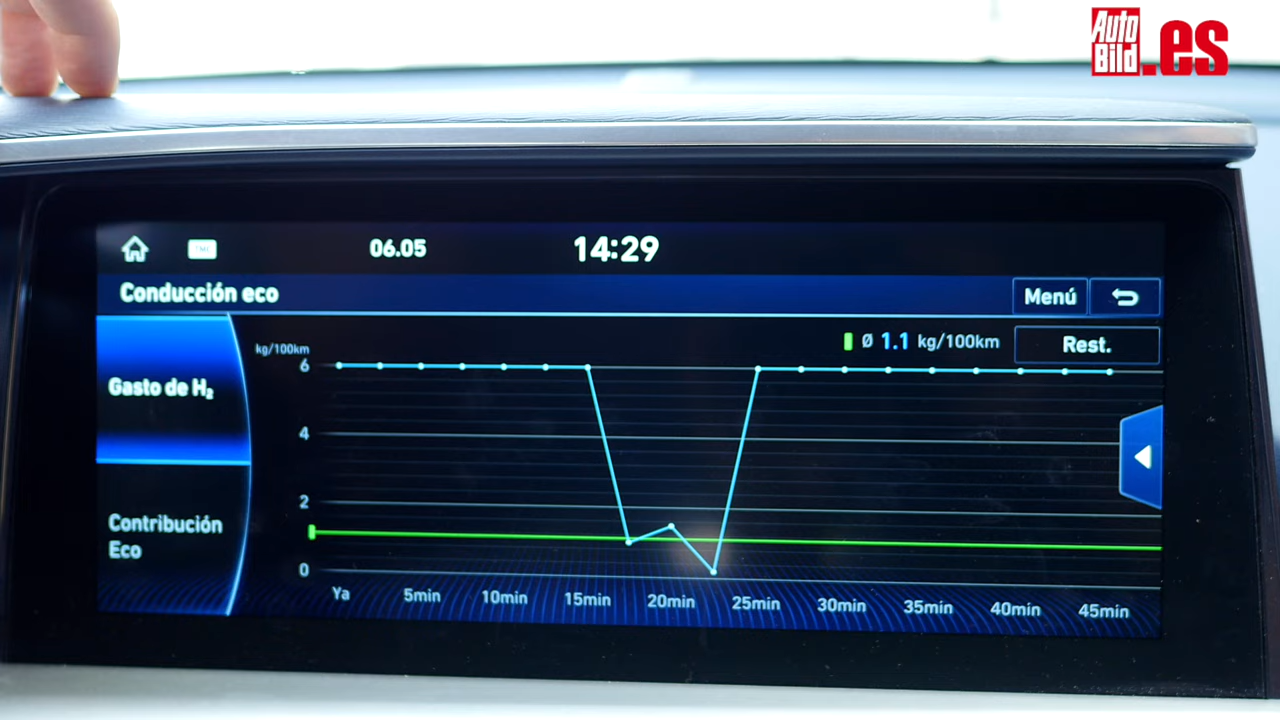 Auto
Bild.es
06.05 14:29
Conducción eco Menú
Ø 1.1 kg/100km Rest.
Gasto de H₂
Contribución
Eco
kg/100km
6
4
2
0
Ya 5min 10min 15min 20min 25min 30min 35min 40min 45min